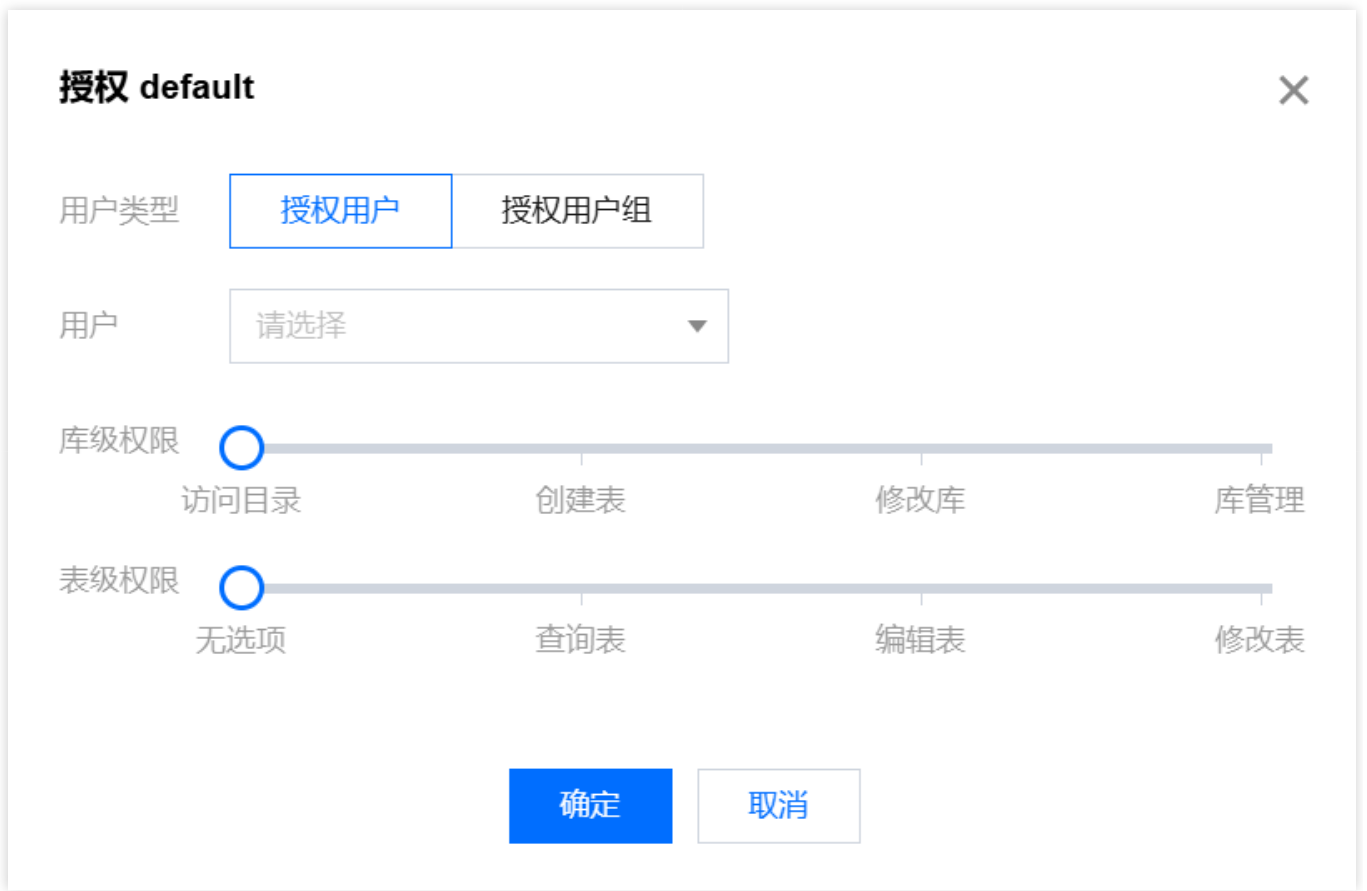 授权 default
用户类型 授权用户 授权用户组
用户 请选择
库级权限
访问目录 创建表 修改库 库管理
表级权限
无选项 查询表 编辑表 修改表
确定 取消